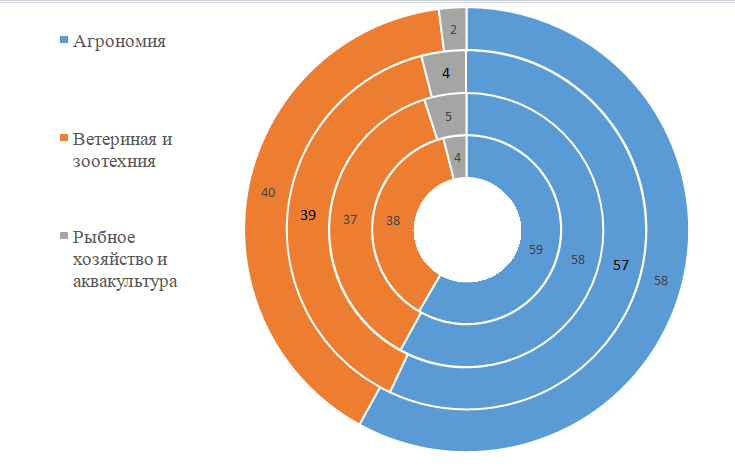 Агрономия
Ветериная и
зоотехния
Рыбное
хозяйство и
аквакультура
2
4
5
4
40
39
37
38
59
58
57
58